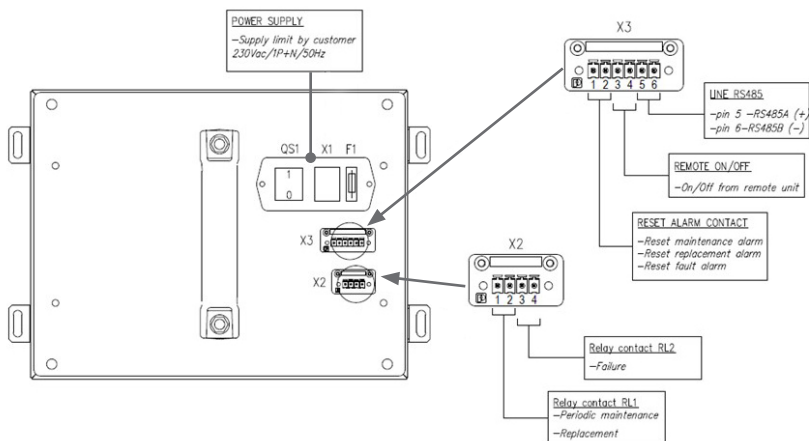 POWER SUPPLY
-Supply limit by customer
230Vac/1P+N/50Hz
QS1 X1 F1
1
0
X3
X2
X3
1 2 3 4 5 6
LINE RS485
-pin 5 -RS485A (+)
-pin 6-RS485B (-)
REMOTE ON/OFF
-On/Off from remote unit
RESET ALARM CONTACT
-Reset maintenance alarm
-Reset replacement alarm
-Reset fault alarm
X2
1 2 3 4
Relay contact RL2
-Failure
Relay contact RL1
-Periodic maintenance
-Replacement